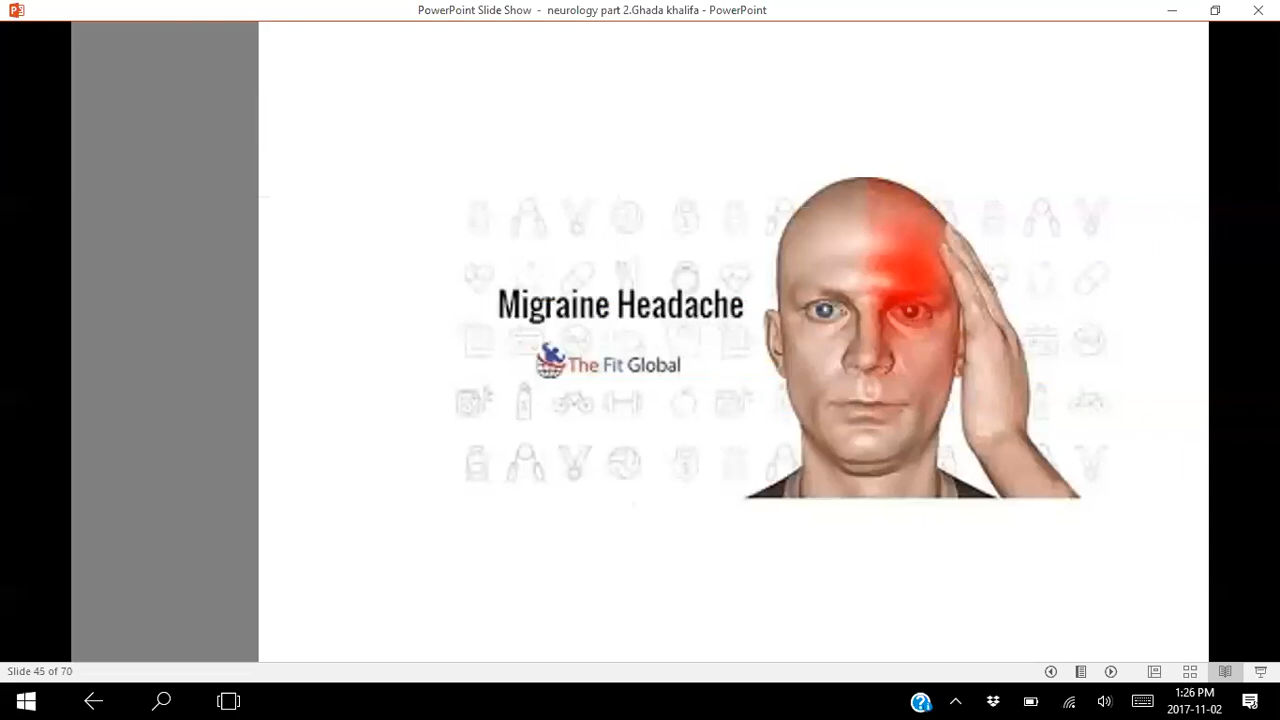 PowerPoint Slide Show - neurology part 2.Ghada khalifa - PowerPoint
Migraine Headache
The Fit Global
Slide 45 of 70
1:26 PM
2017-11-02